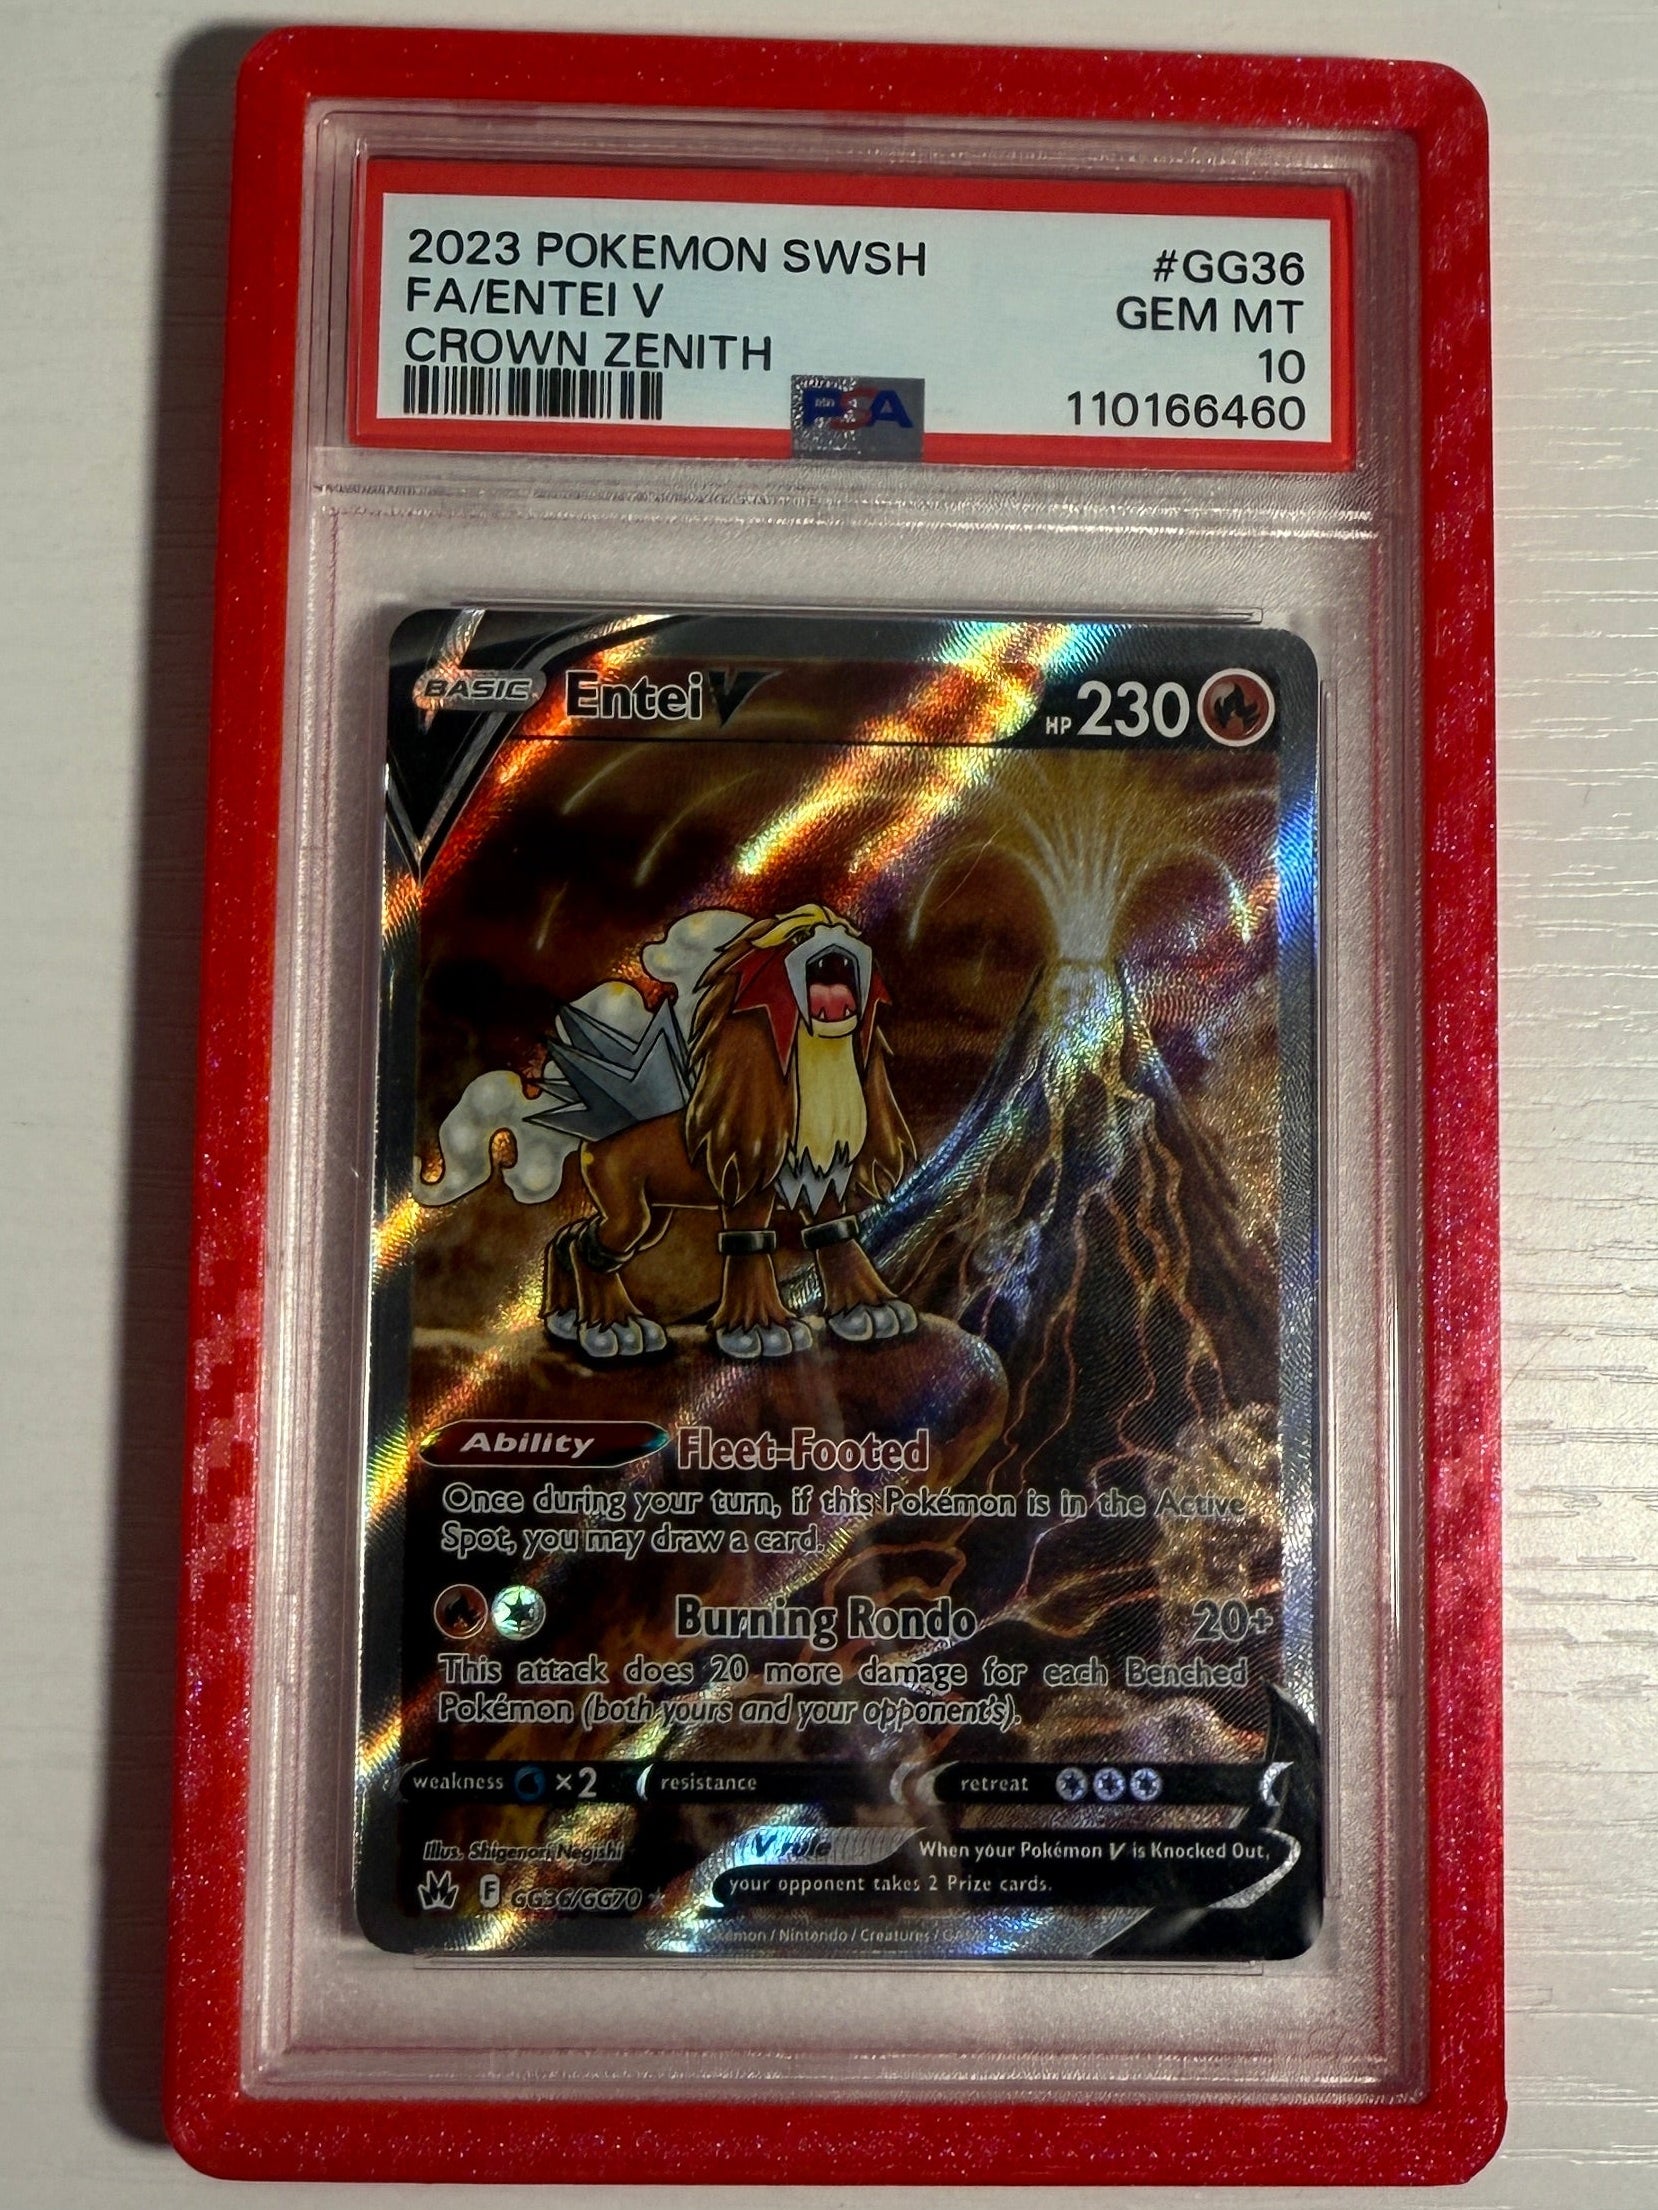 2023 POKEMON SWSH #GG36
FA/ENTEI V GEM MT
CROWN ZENITH 10
PSA 110166460
BASIC Entei V HP 230
Ability Fleet-Footed
Once during your turn, if this Pokémon is in the Active
Spot, you may draw a card.
Burning Rondo 20+
This attack does 20 more damage for each Benched
Pokémon (both yours and your opponent's).
weakness ×2 resistance retreat
Illus. Shigenori Negishi V rule When your Pokémon V is Knocked Out,
F GG36/GG70 your opponent takes 2 Prize cards.
Pokémon / Nintendo / Creatures /